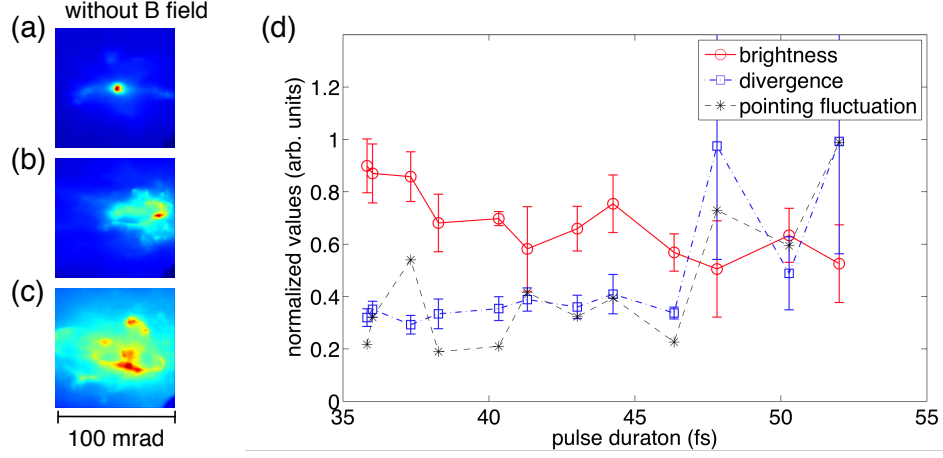 without B field
(a)
(b)
(c)
100 mrad
(d)
normalized values (arb. units)
1.2
1
0.8
0.6
0.4
0.2
0
35
40
45
50
55
pulse duraton (fs)
brightness
divergence
pointing fluctuation